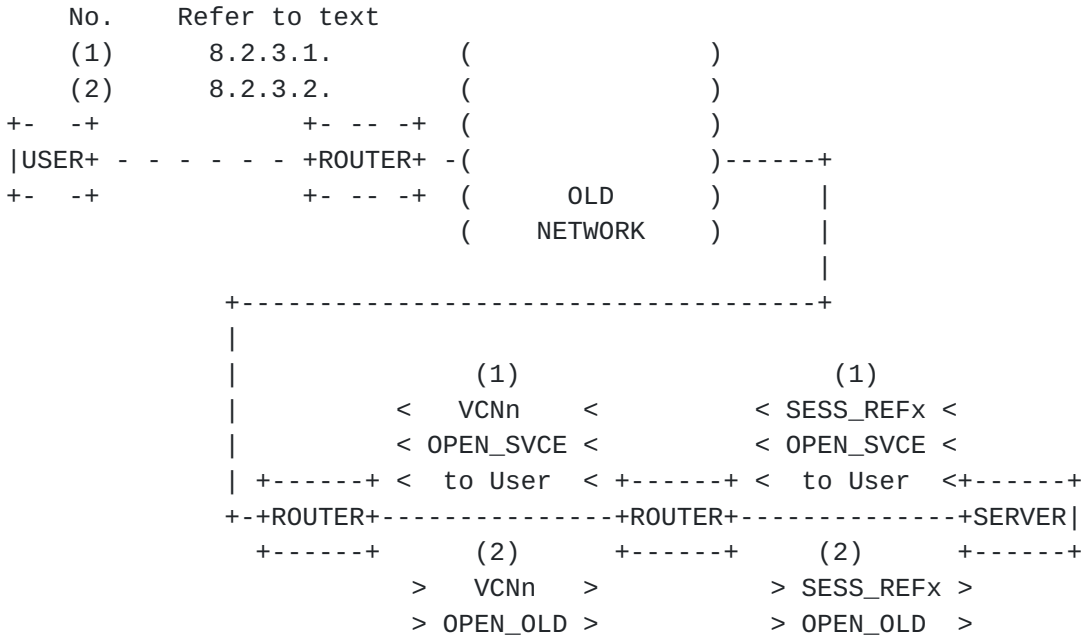 No.    Refer to text
    (1)      8.2.3.1.        (               )
    (2)      8.2.3.2.        (               )
+-  -+             +- -- -+  (               )
|USER+ - - - - - - +ROUTER+ -(               )------+
+-  -+             +- -- -+  (      OLD      )      |
                             (    NETWORK    )      |
                                                    |
              +-------------------------------------+
              |
              |               (1)                    (1)
              |          <   VCNn    <          < SESS_REFx <
              |          < OPEN_SVCE <          < OPEN_SVCE <
              | +------+ <  to User  < +------+ <  to User  <+------+
              +-+ROUTER+---------------+ROUTER+--------------+SERVER|
                +------+      (2)      +------+     (2)      +------+
                          >   VCNn   >           > SESS_REFx >
                          > OPEN_OLD >           > OPEN_OLD  >